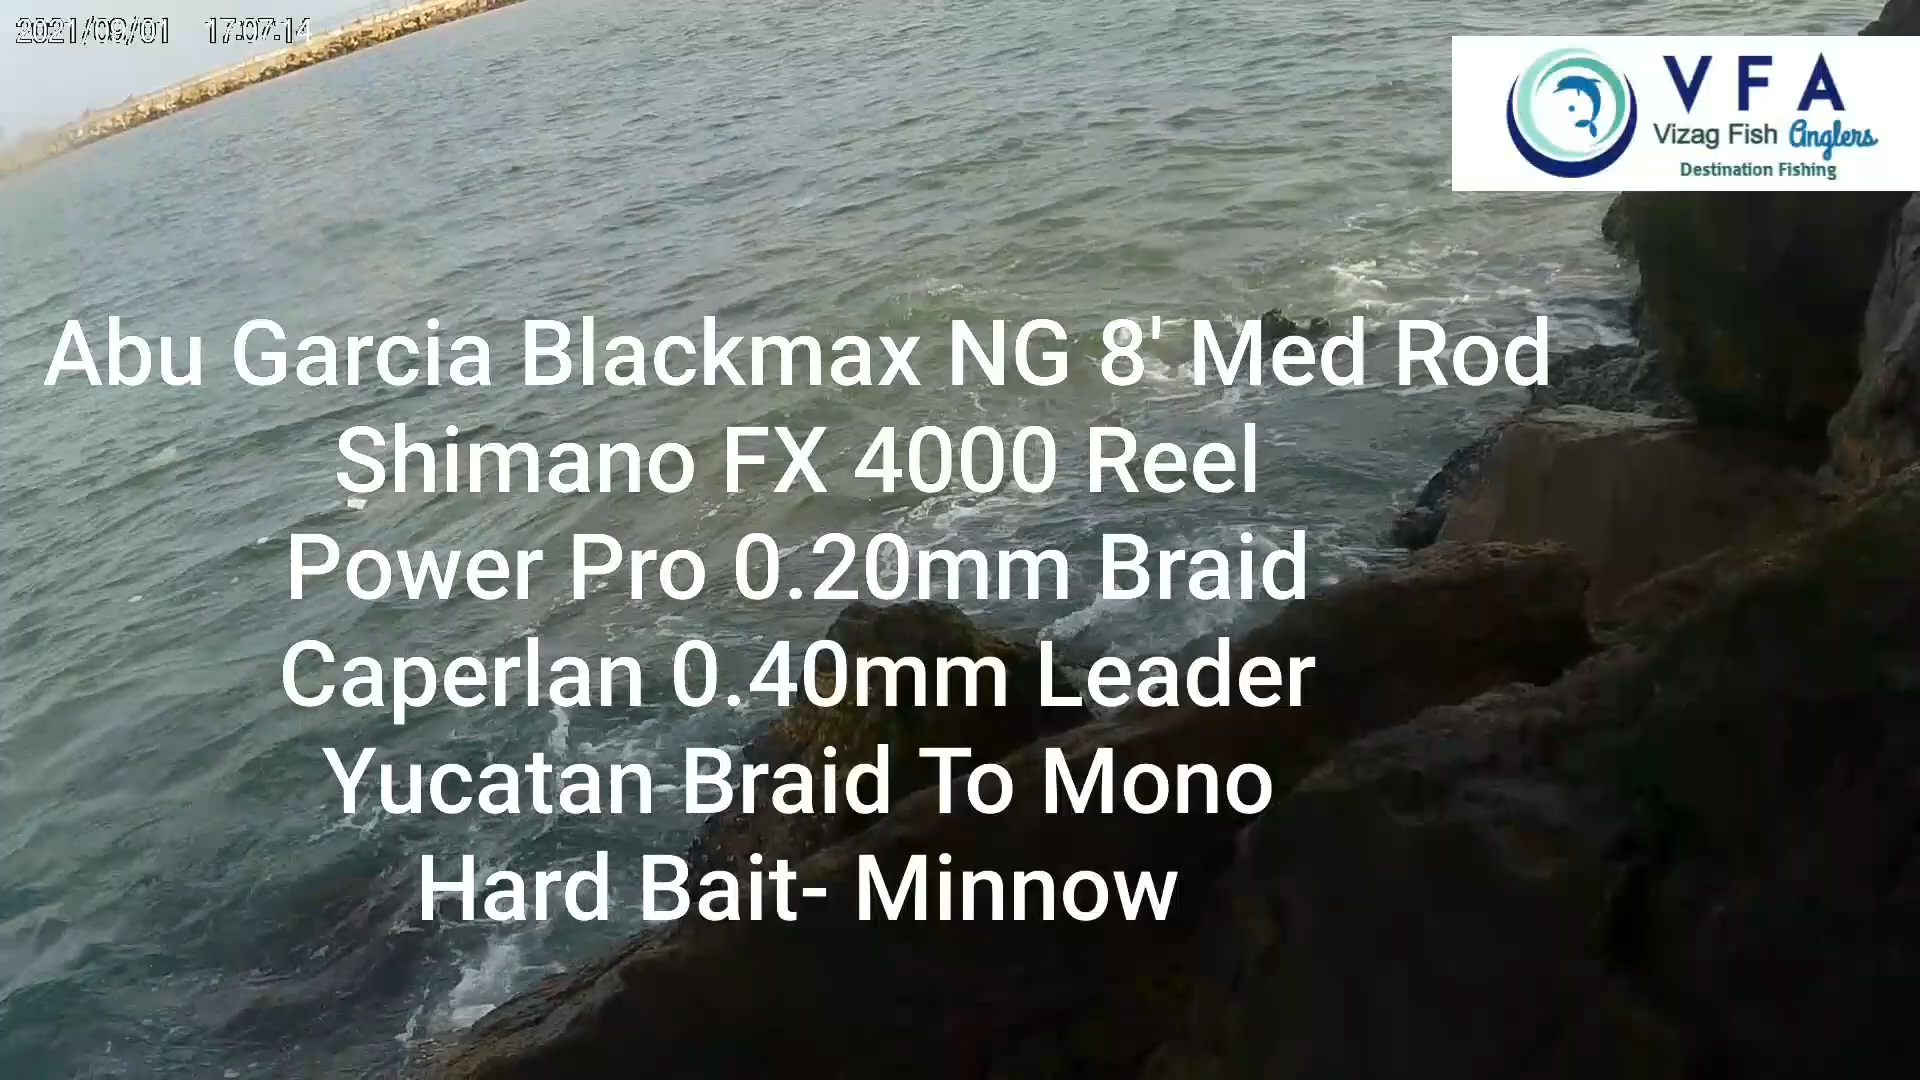 2021/09/01 17:07:14
V F A
Vizag Fish Anglers
Destination Fishing
Abu Garcia Blackmax NG 8' Med Rod
Shimano FX 4000 Reel
Power Pro 0.20mm Braid
Caperlan 0.40mm Leader
Yucatan Braid To Mono
Hard Bait- Minnow